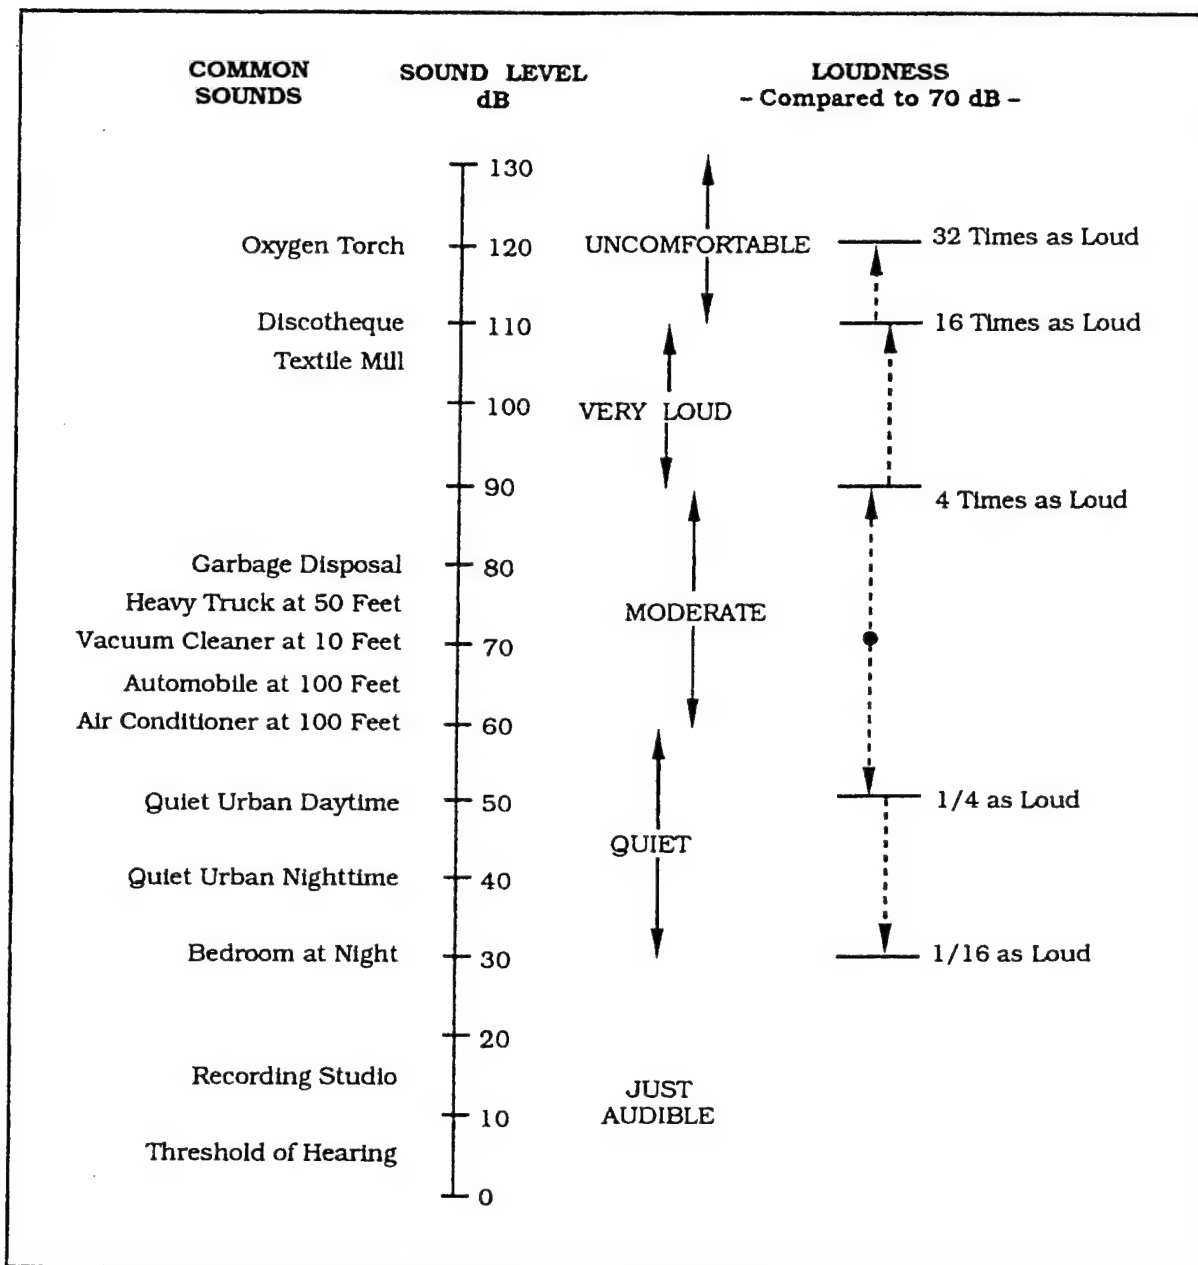 COMMON SOUNDS
SOUND LEVEL dB
LOUDNESS
– Compared to 70 dB –
130
Oxygen Torch
120
UNCOMFORTABLE
32 Times as Loud
Discotheque
110
16 Times as Loud
Textile Mill
100
VERY LOUD
90
4 Times as Loud
Garbage Disposal
80
Heavy Truck at 50 Feet
MODERATE
Vacuum Cleaner at 10 Feet
70
Automobile at 100 Feet
Air Conditioner at 100 Feet
60
Quiet Urban Daytime
50
1/4 as Loud
QUIET
Quiet Urban Nighttime
40
Bedroom at Night
30
1/16 as Loud
20
Recording Studio
JUST
AUDIBLE
10
Threshold of Hearing
0